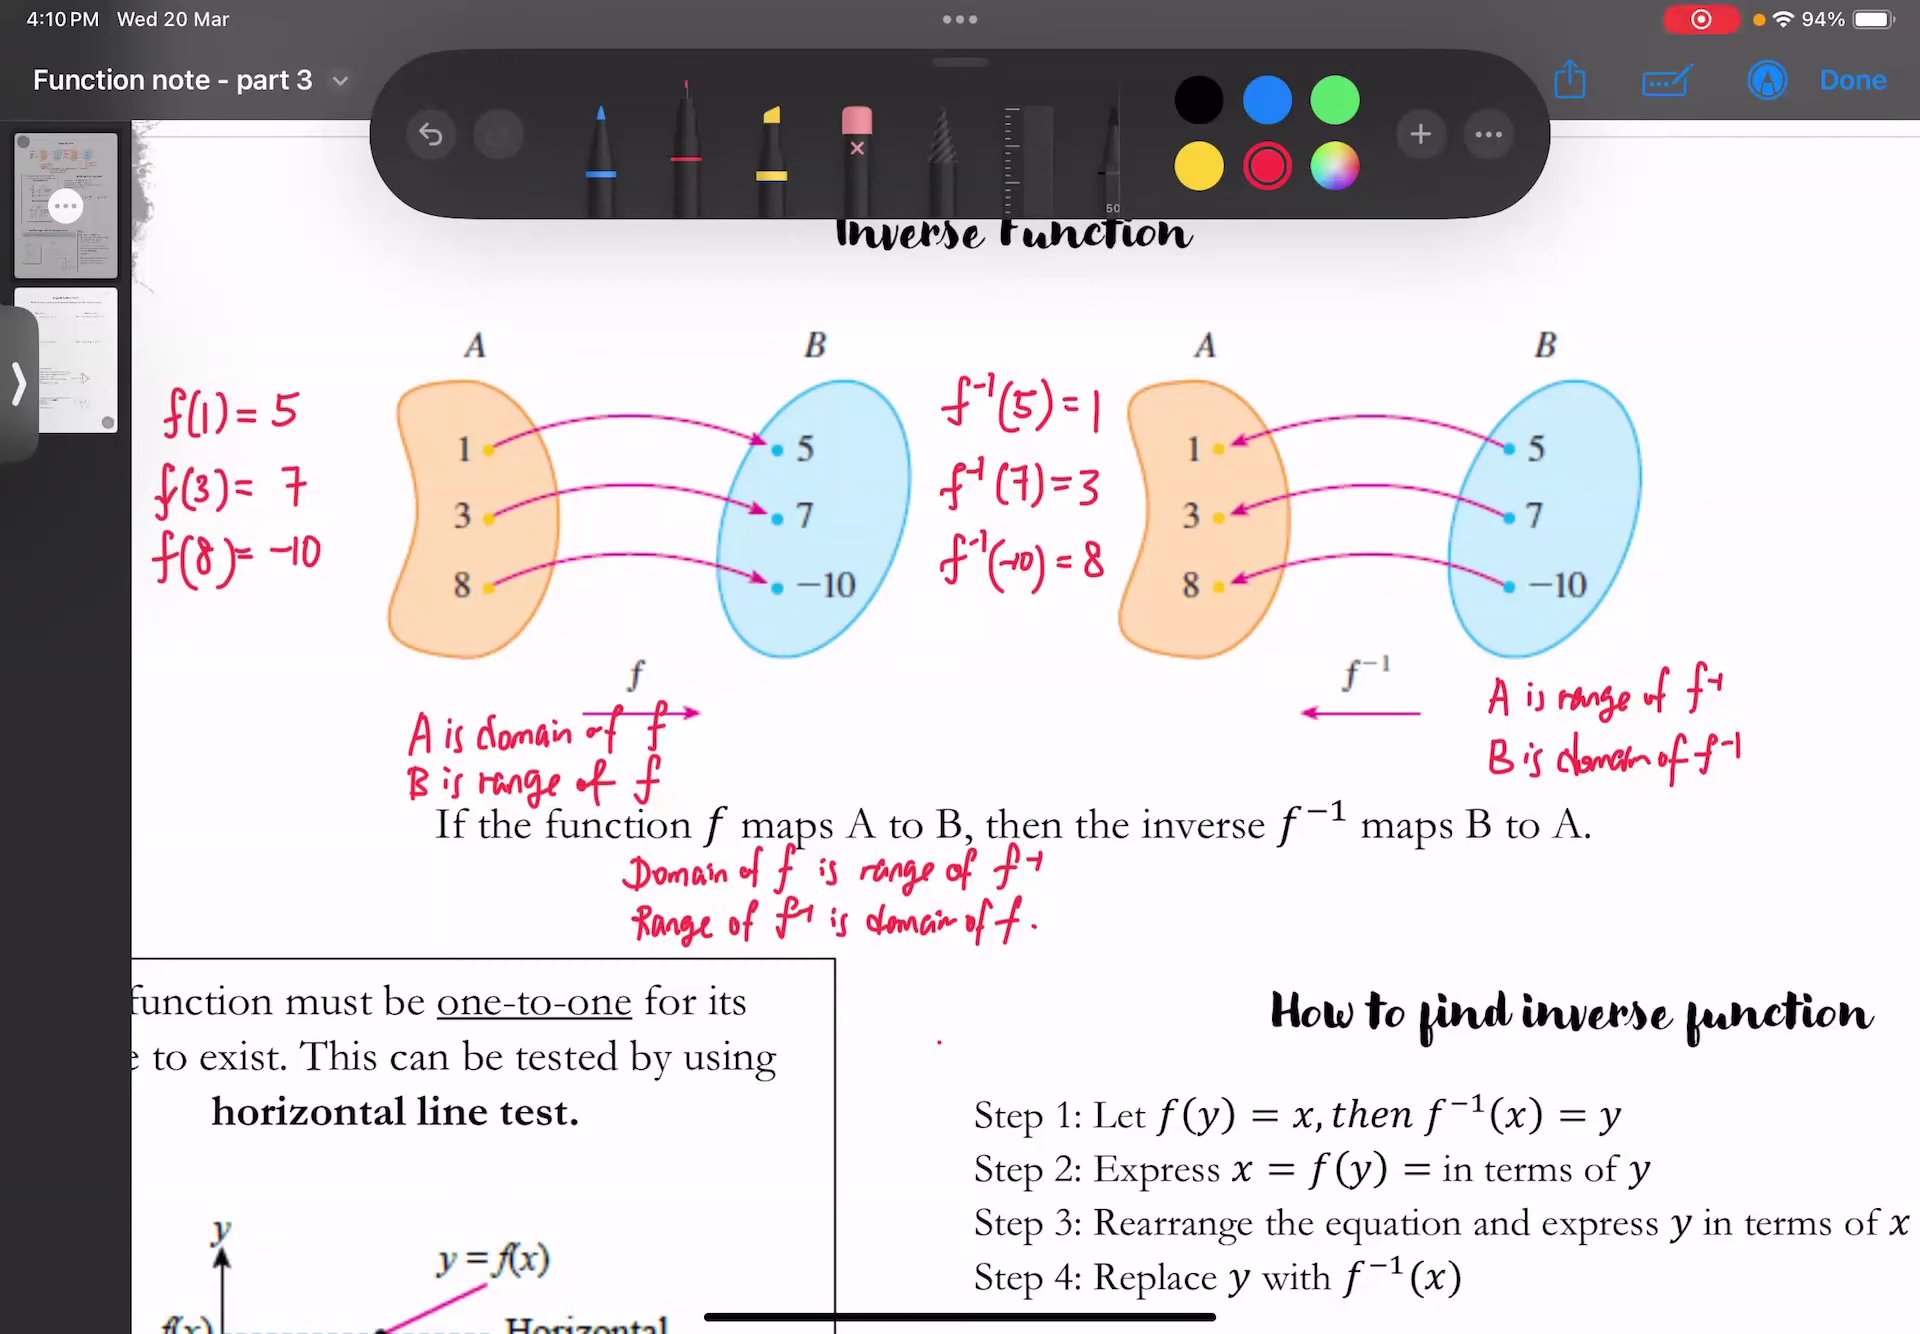 4:10 PM Wed 20 Mar
94%
Function note - part 3
Done
50
Inverse Function
A B A B
f(1) = 5
f(3) = 7
f(8) = -10
1 5
3 7
8 −10
f
f⁻¹(5) = 1
f⁻¹(7) = 3
f⁻¹(-10) = 8
1 5
3 7
8 −10
f⁻¹
A is domain of f
B is range of f
A is range of f⁻¹
B is domain of f⁻¹
If the function f maps A to B, then the inverse f⁻¹ maps B to A.
Domain of f is range of f⁻¹
Range of f⁻¹ is domain of f.
function must be one-to-one for its
e to exist. This can be tested by using
horizontal line test.
y
y = f(x)
f(x)
Horizontal
How to find inverse function
Step 1: Let f(y) = x, then f⁻¹(x) = y
Step 2: Express x = f(y) = in terms of y
Step 3: Rearrange the equation and express y in terms of x
Step 4: Replace y with f⁻¹(x)